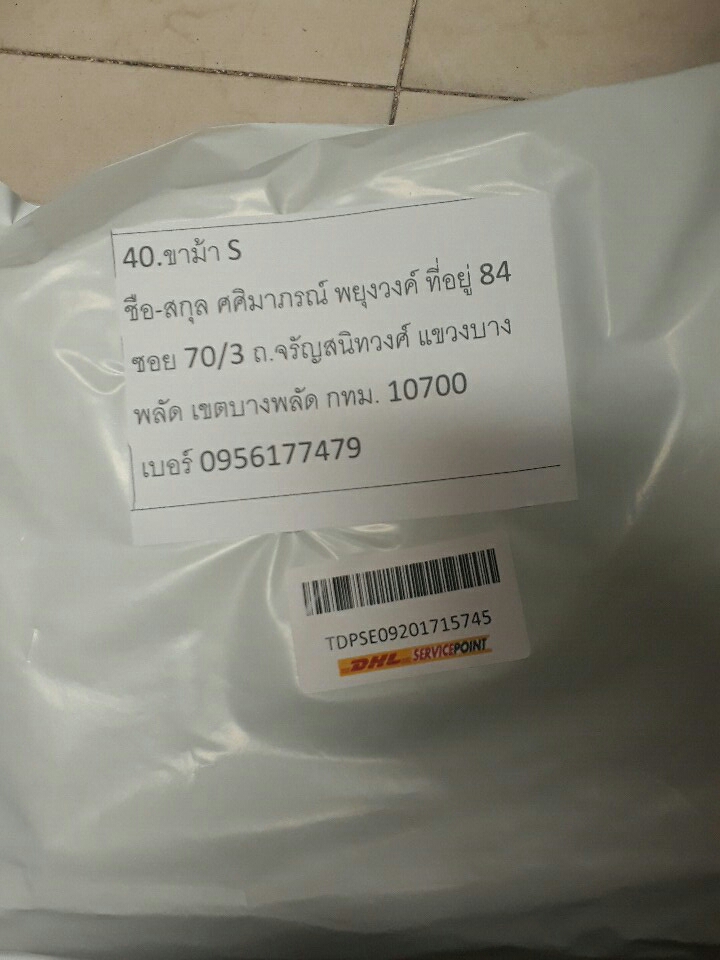 40.ขาม้า S
ชือ-สกุล ศศิมาภรณ์ พยุงวงค์ ที่อยู่ 84
ซอย 70/3 ถ.จรัญสนิทวงศ์ แขวงบาง
พลัด เขตบางพลัด กทม. 10700
เบอร์ 0956177479
TDPSE09201715745
DHL SERVICEPOINT